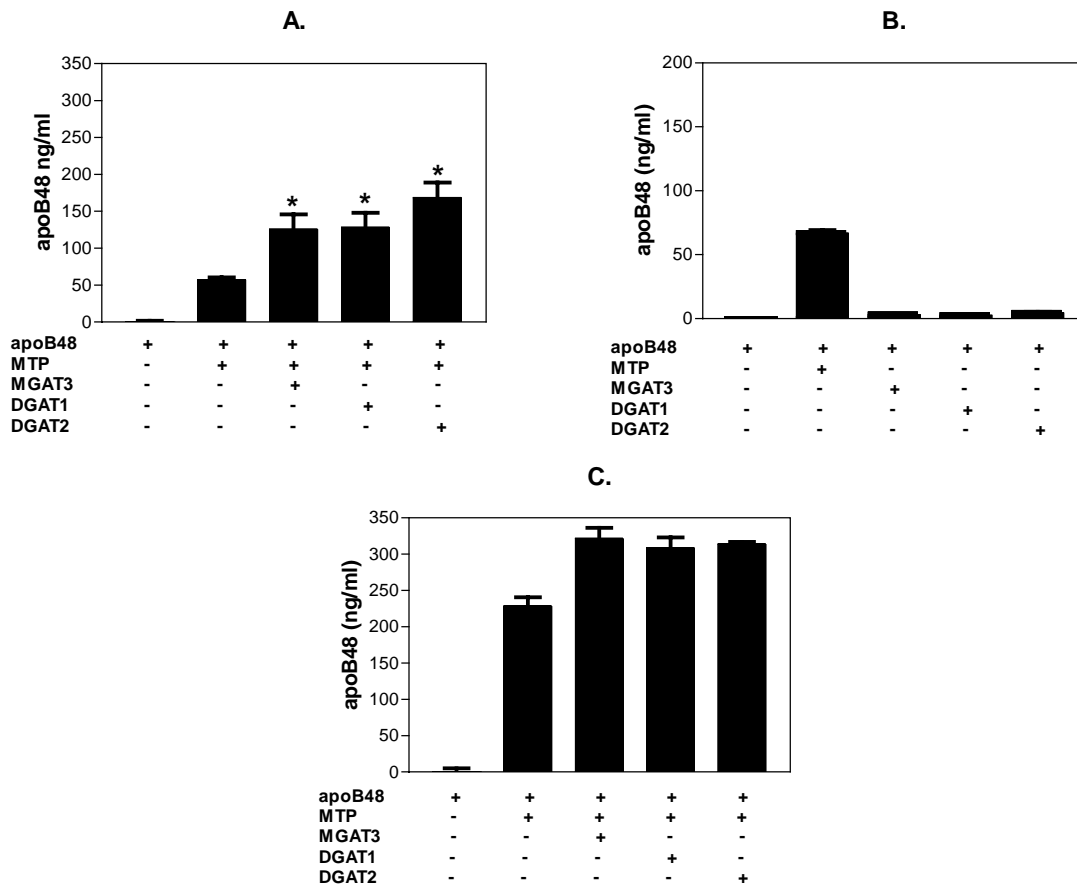 A.
350
300
250
200
150
100
50
0
apoB48 ng/ml
* * *
apoB48 + + + + +
MTP - + + + +
MGAT3 - - + - -
DGAT1 - - - + -
DGAT2 - - - - +
B.
200
150
100
50
0
apoB48 (ng/ml)
apoB48 + + + + +
MTP - + - - -
MGAT3 - - + - -
DGAT1 - - - + -
DGAT2 - - - - +
C.
350
300
250
200
150
100
50
0
apoB48 (ng/ml)
apoB48 + + + + +
MTP - + + + +
MGAT3 - - + - -
DGAT1 - - - + -
DGAT2 - - - - +